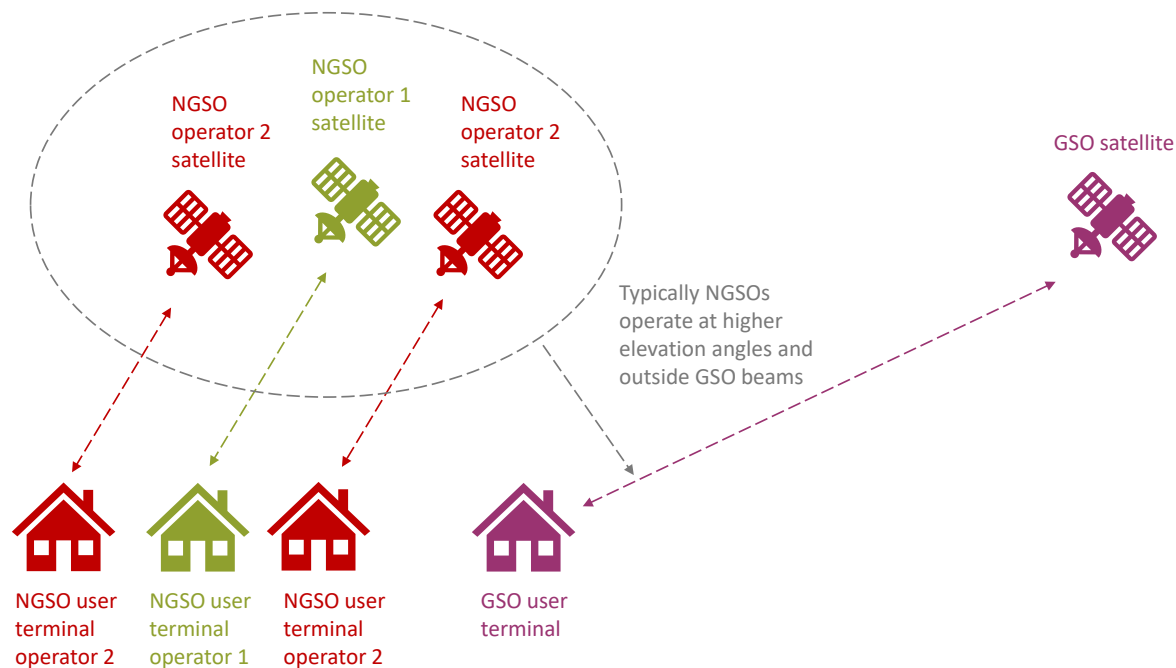 NGSO
operator 2
satellite
NGSO
operator 1
satellite
NGSO
operator 2
satellite
GSO satellite
Typically NGSOs
operate at higher
elevation angles and
outside GSO beams
NGSO user
terminal
operator 2
NGSO user
terminal
operator 1
NGSO user
terminal
operator 2
GSO user
terminal